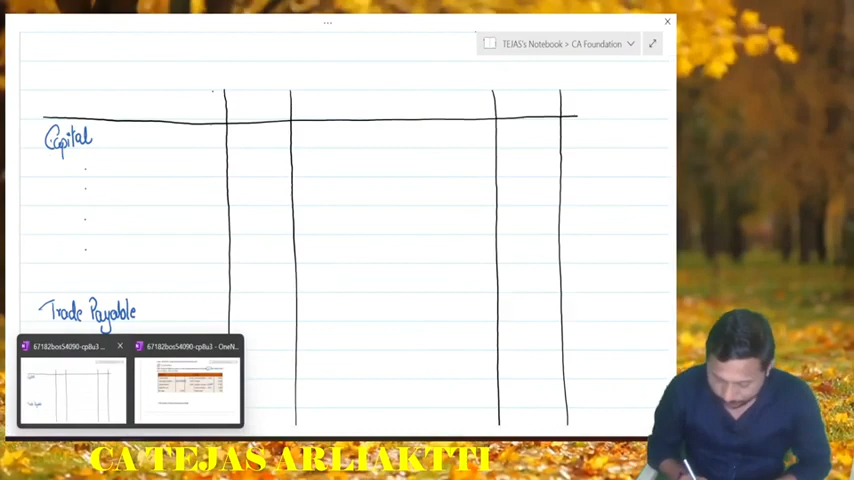 TEJAS's Notebook > CA Foundation
Capital
Trade Payable
67182bos54090-cp8u3 ...
67182bos54090-cp8u3 - OneN...
CA TEJAS ARLIAKTTI